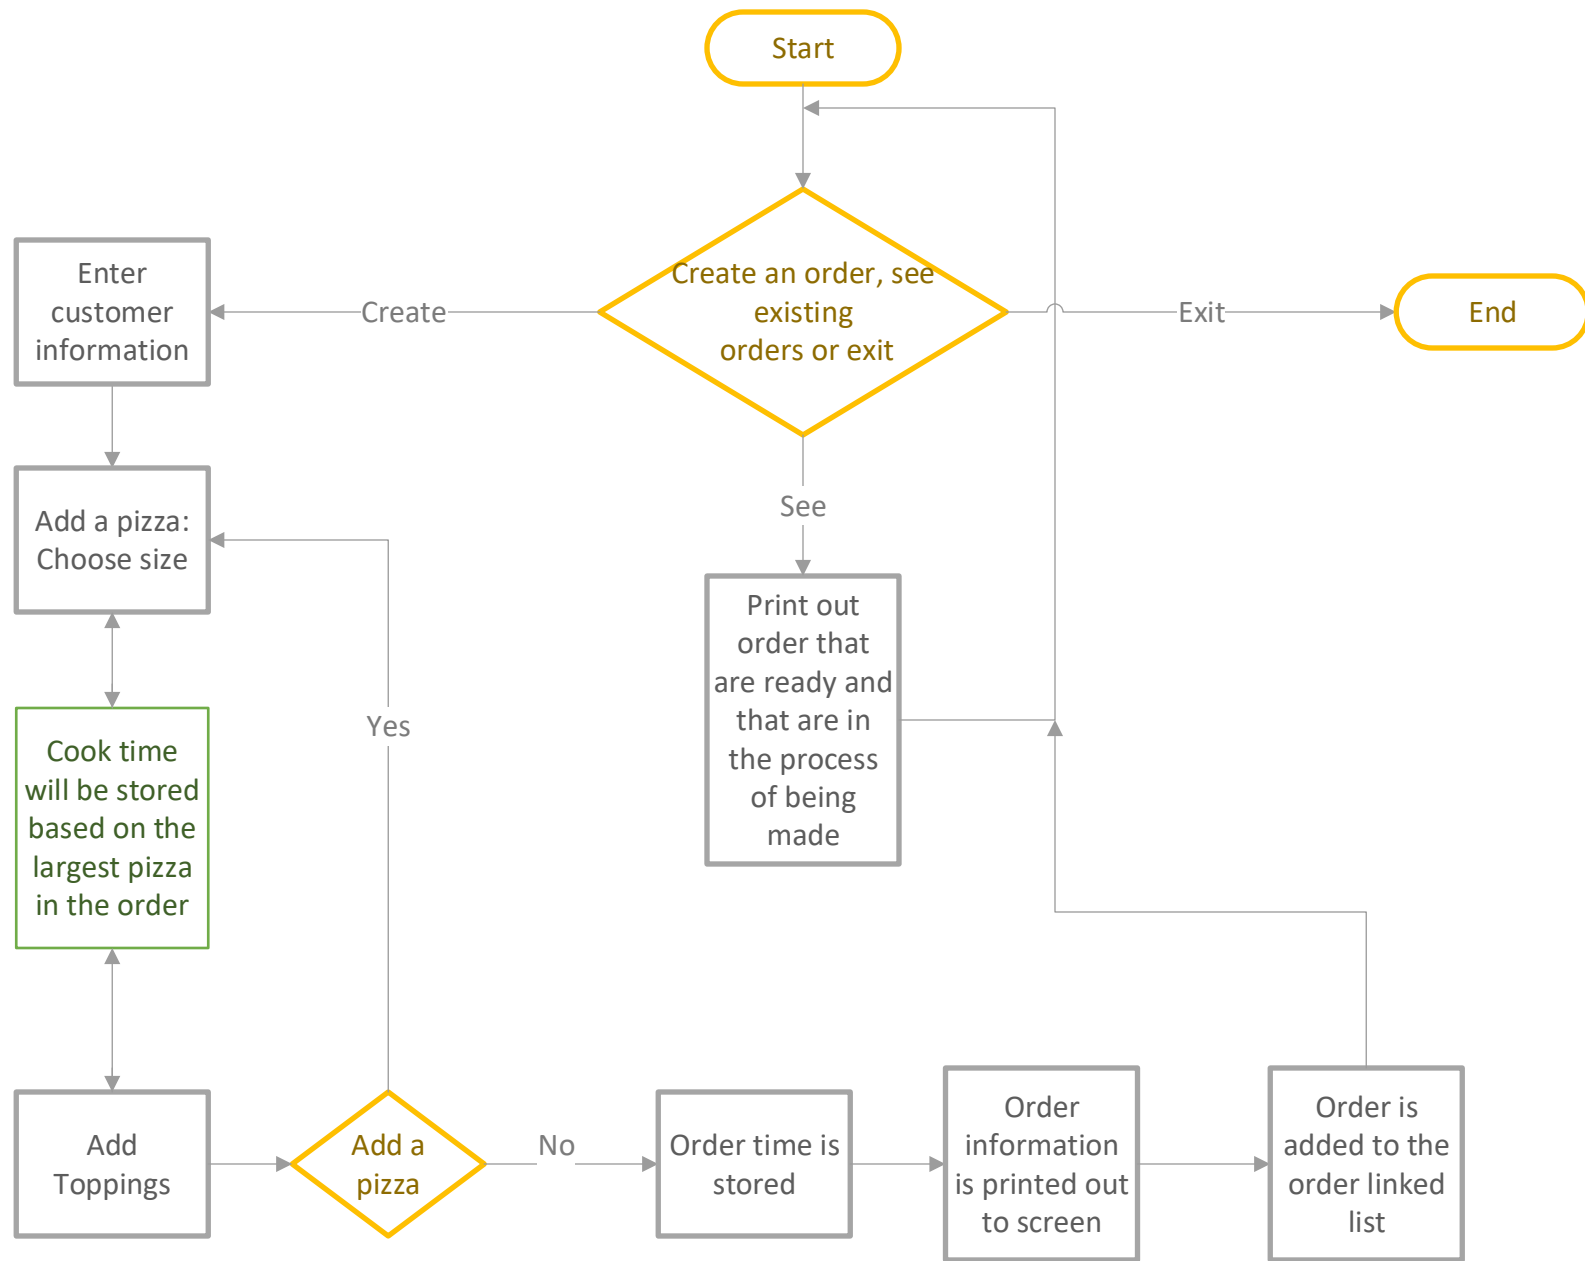 Start
Create an order, see
existing
orders or exit
Create
Exit
End
Enter
customer
information
See
Add a pizza:
Choose size
Print out
order that
are ready and
that are in
the process
of being
made
Yes
Cook time
will be stored
based on the
largest pizza
in the order
Add
Toppings
Add a
pizza
No
Order time is
stored
Order
information
is printed out
to screen
Order is
added to the
order linked
list